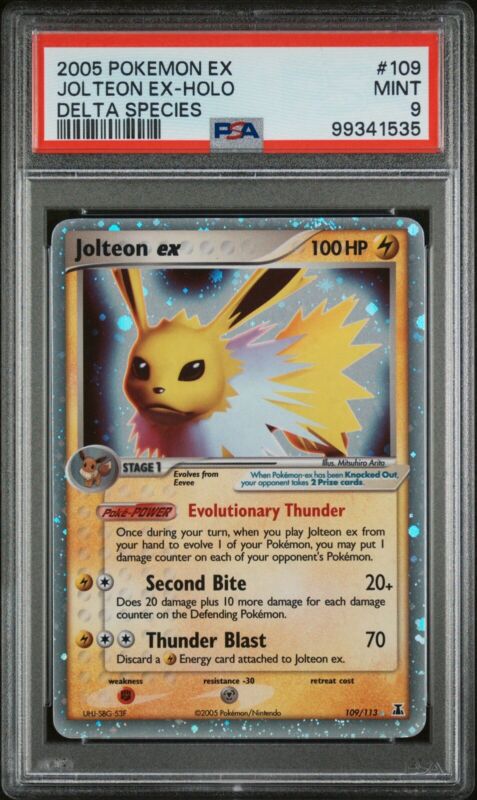 2005 POKEMON EX #109
JOLTEON EX-HOLO MINT
DELTA SPECIES 9
PSA 99341535
Jolteon ex 100 HP
Illus. Mitsuhiro Arita
STAGE 1
Evolves from
Eevee
When Pokémon-ex has been Knocked Out,
your opponent takes 2 Prize cards.
Poké-POWER Evolutionary Thunder
Once during your turn, when you play Jolteon ex from
your hand to evolve 1 of your Pokémon, you may put 1
damage counter on each of your opponent's Pokémon.
Second Bite 20+
Does 20 damage plus 10 more damage for each damage
counter on the Defending Pokémon.
Thunder Blast 70
Discard a Energy card attached to Jolteon ex.
weakness resistance -30 retreat cost
UHJ-58G-53F ©2005 Pokémon/Nintendo 109/113